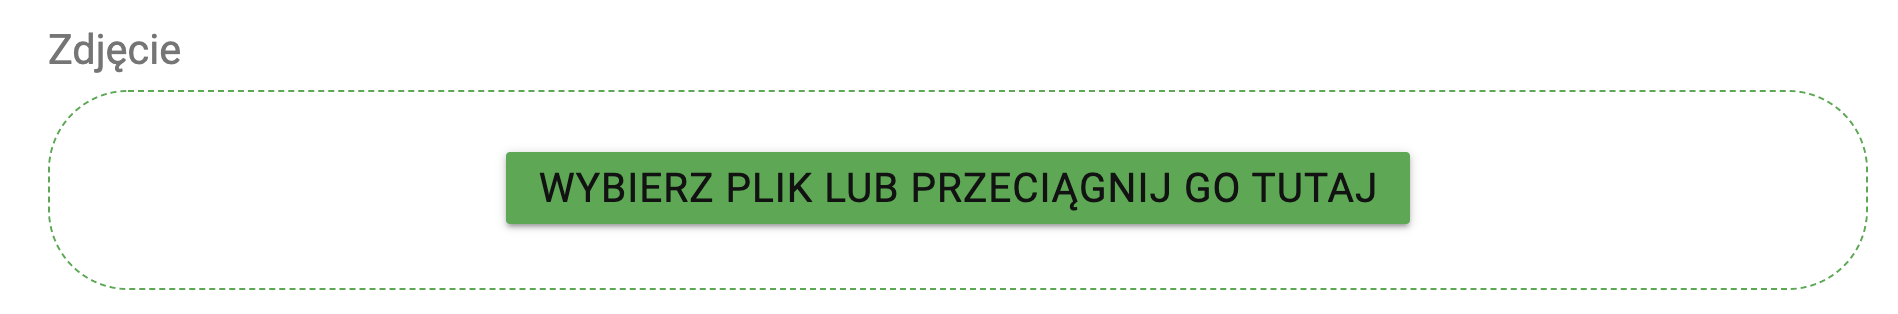 Zdjęcie
WYBIERZ PLIK LUB PRZECIĄGNIJ GO TUTAJ